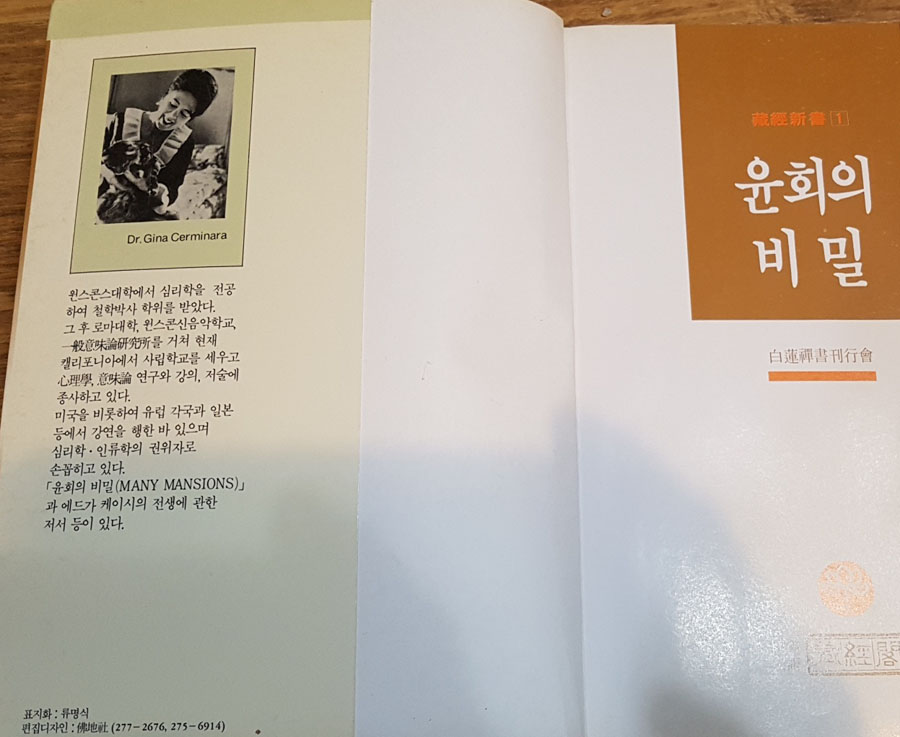 Dr. Gina Cerminara
윈스콘스대학에서 심리학을 전공
하여 철학박사 학위를 받았다.
그 후 로마대학, 윈스콘신음악학교,
一般意味論研究所를 거쳐 현재
캘리포니아에서 사립학교를 세우고
心理學, 意味論 연구와 강의, 저술에
종사하고 있다.
미국을 비롯하여 유럽 각국과 일본
등에서 강연을 행한 바 있으며
심리학·인류학의 권위자로
손꼽히고 있다.
「윤회의 비밀(MANY MANSIONS)」
과 에드가 케이시의 전생에 관한
저서 등이 있다.
표지화 : 류명식
편집디자인 : 佛地社 (277-2676, 275-6914)
藏經新書 1
윤회의
비밀
白蓮禪書刊行會
藏經閣